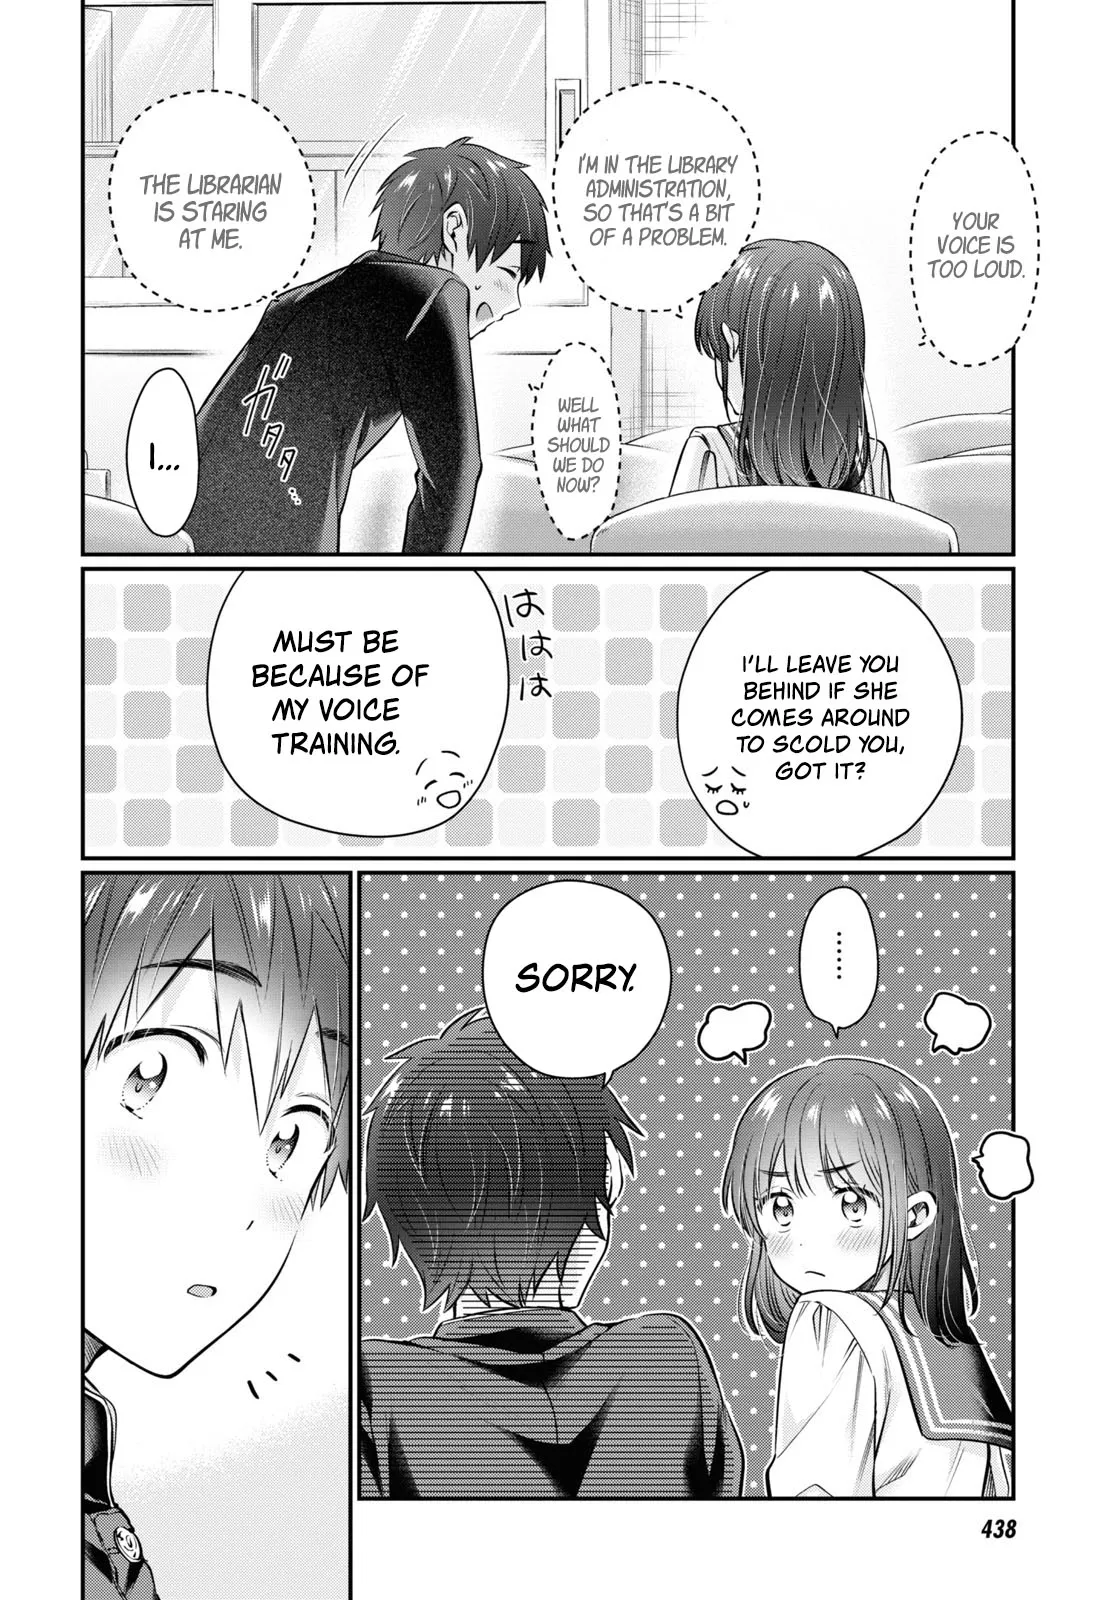 YOUR
VOICE IS
TOO LOUD.
I'M IN THE LIBRARY
ADMINISTRATION,
SO THAT'S A BIT
OF A PROBLEM.
WELL WHAT
SHOULD
WE DO
NOW?
THE LIBRARIAN
IS STARING
AT ME.
ガタタ...
I...
I'LL LEAVE YOU
BEHIND IF SHE
COMES AROUND
TO SCOLD YOU,
GOT IT?
ははは
MUST BE
BECAUSE OF
MY VOICE
TRAINING.
.........
SORRY.
438